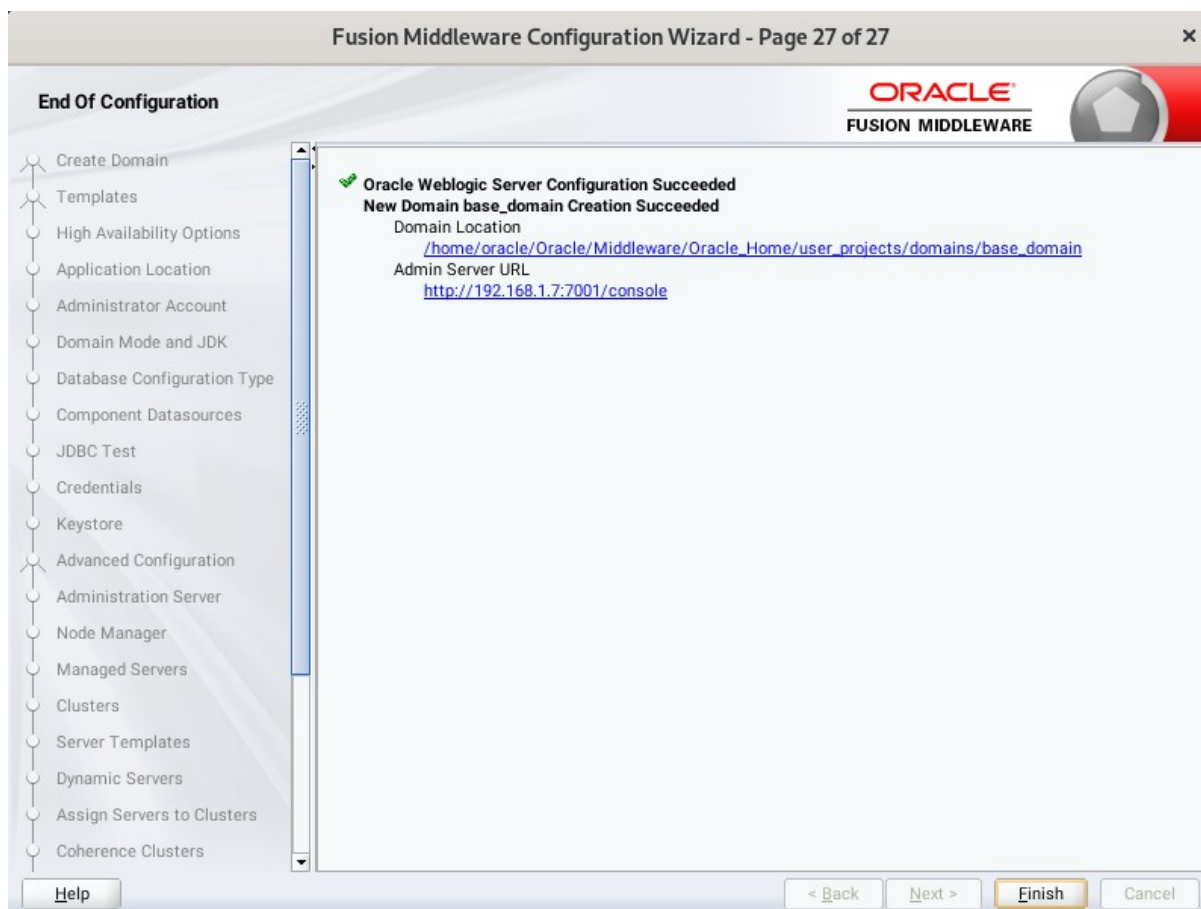 Fusion Middleware Configuration Wizard - Page 27 of 27
End Of Configuration
ORACLE
FUSION MIDDLEWARE
Create Domain
Templates
High Availability Options
Application Location
Administrator Account
Domain Mode and JDK
Database Configuration Type
Component Datasources
JDBC Test
Credentials
Keystore
Advanced Configuration
Administration Server
Node Manager
Managed Servers
Clusters
Server Templates
Dynamic Servers
Assign Servers to Clusters
Coherence Clusters
Oracle Weblogic Server Configuration Succeeded
New Domain base_domain Creation Succeeded
Domain Location
/home/oracle/Oracle/Middleware/Oracle_Home/user_projects/domains/base_domain
Admin Server URL
http://192.168.1.7:7001/console
Help
< Back Next > Finish Cancel